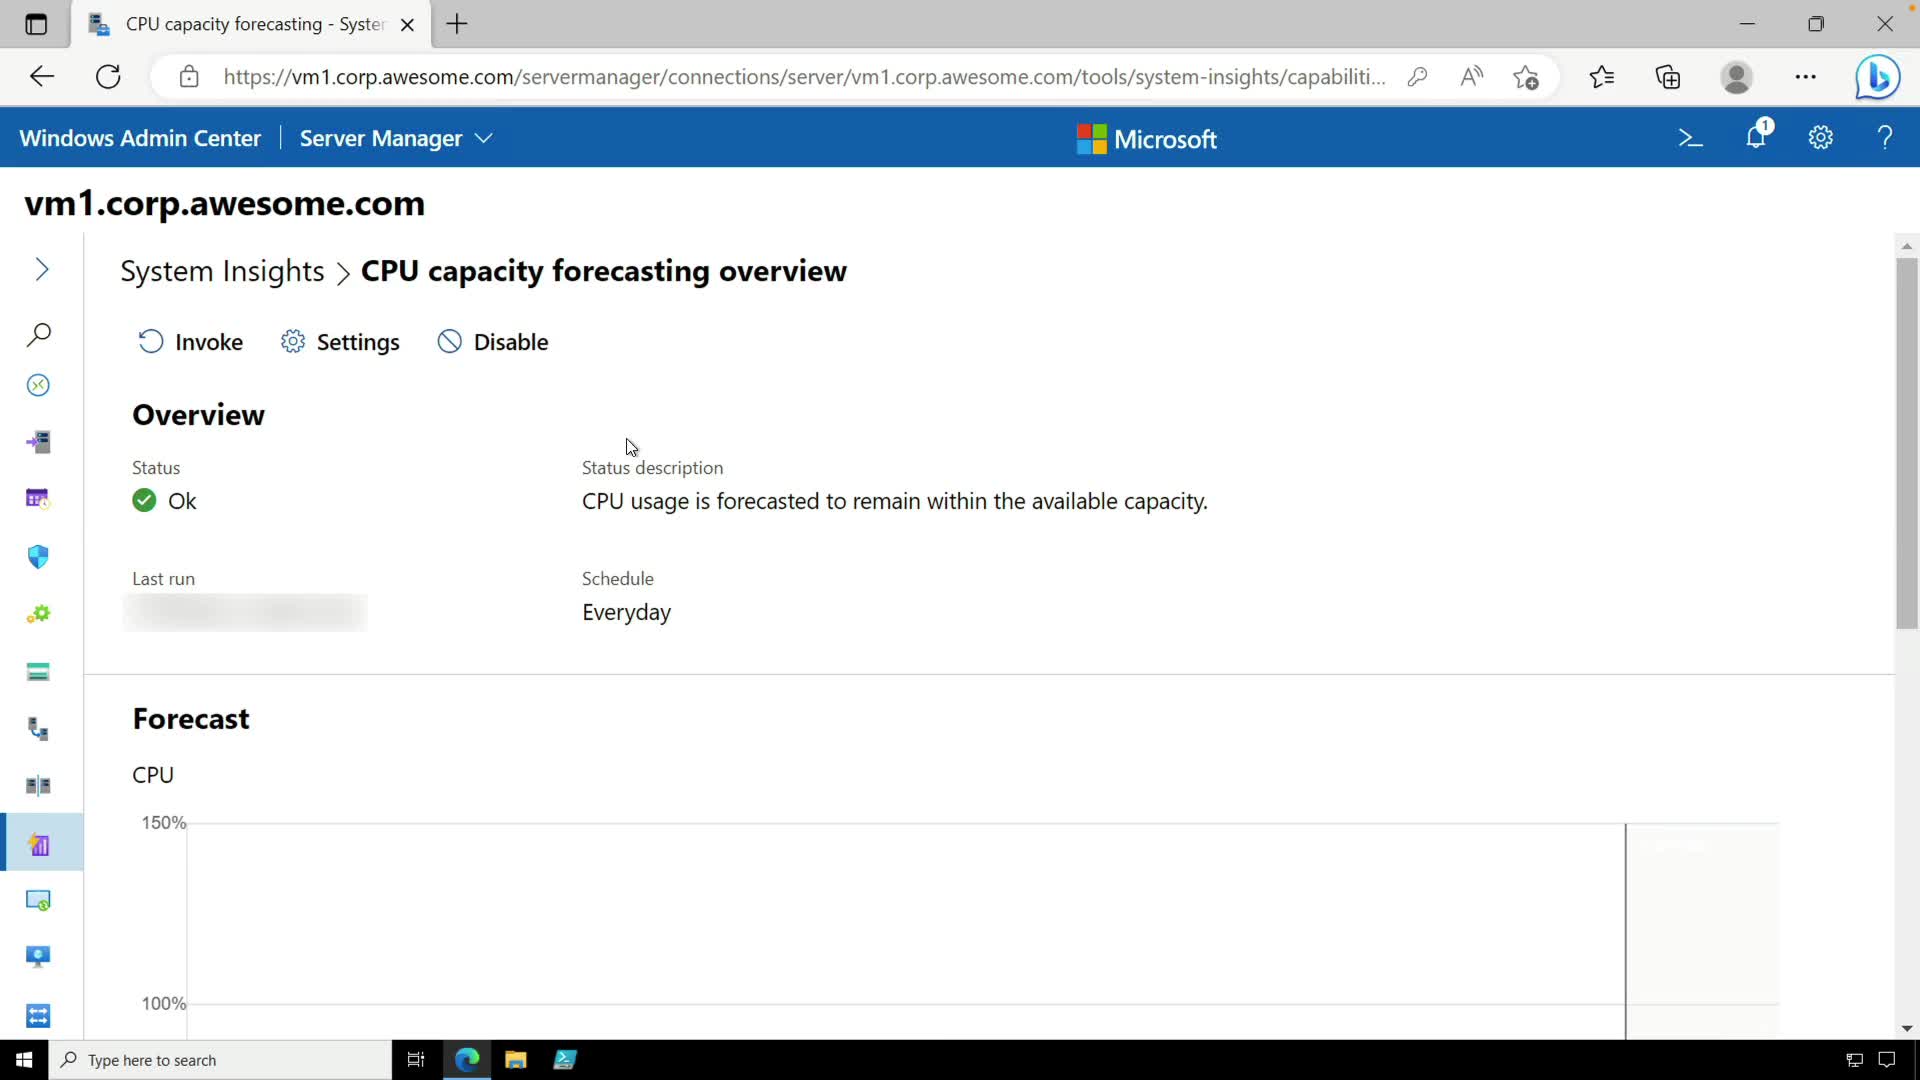 CPU capacity forecasting - System
https://vm1.corp.awesome.com/servermanager/connections/server/vm1.corp.awesome.com/tools/system-insights/capabiliti...
Windows Admin Center
Server Manager
Microsoft
1
vm1.corp.awesome.com
System Insights > CPU capacity forecasting overview
Invoke Settings Disable
Overview
Status
Ok
Status description
CPU usage is forecasted to remain within the available capacity.
Last run
Schedule
Everyday
Forecast
CPU
150%
100%
Type here to search